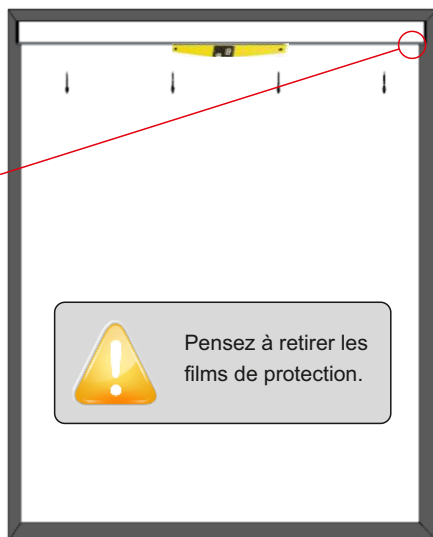 Pensez à retirer les
films de protection.